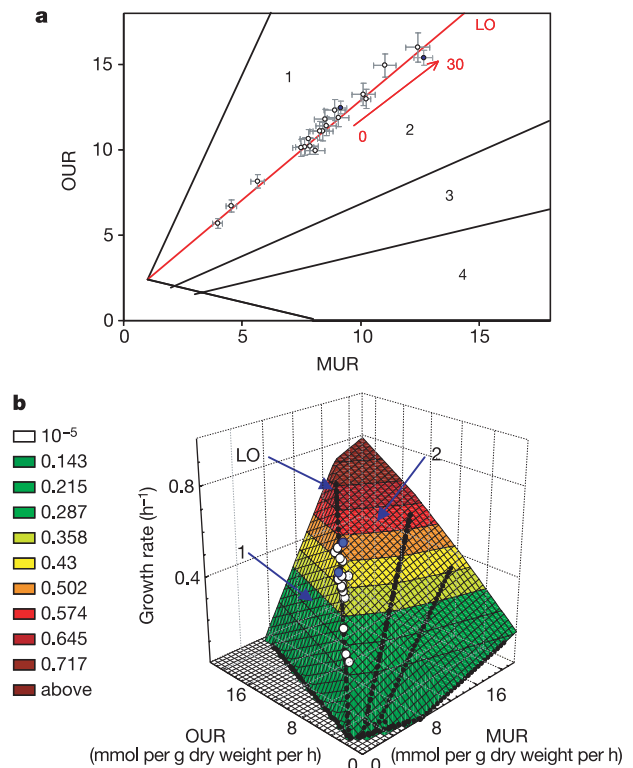 a
LO
15
1
30
0
10
2
OUR
3
5
4
0
0
5
10
15
MUR
b
10⁻⁵
0.143
0.215
0.287
0.358
0.43
0.502
0.574
0.645
0.717
above
LO
2
0.8
1
0.4
Growth rate (h⁻¹)
16
8
0
0
8
16
OUR
(mmol per g dry weight per h)
MUR
(mmol per g dry weight per h)